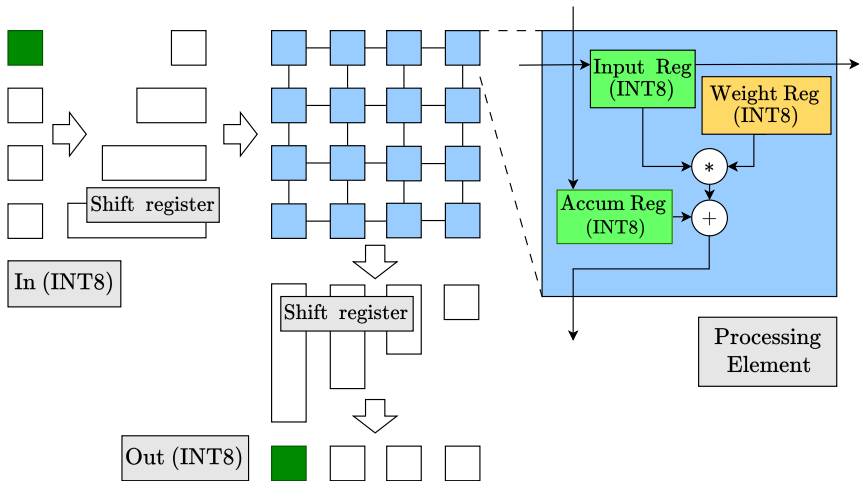 Input Reg
(INT8)
Weight Reg
(INT8)
*
Shift register
Accum Reg
(INT8)
+
In (INT8)
Shift register
Processing
Element
Out (INT8)